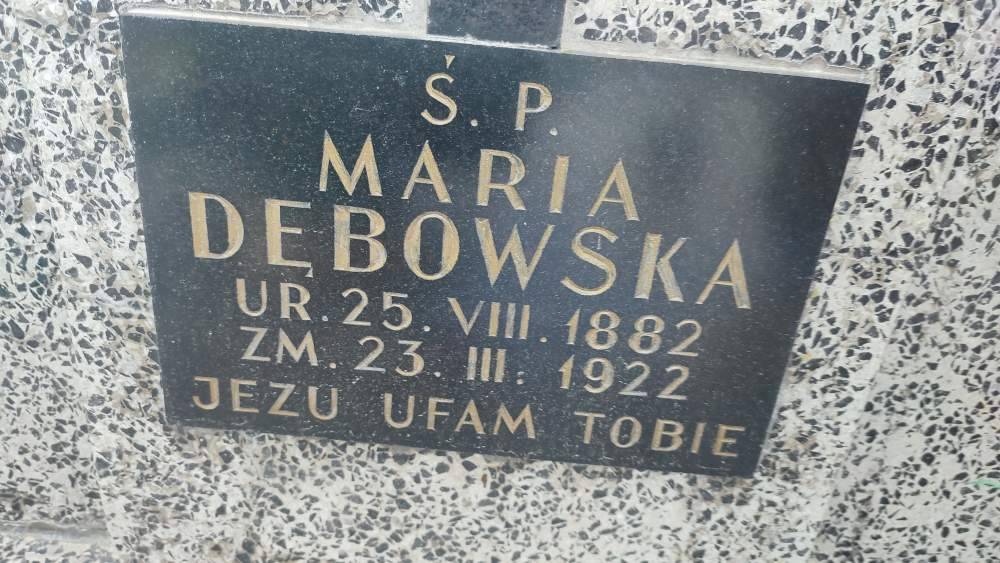 Ś. P.
MARIA
DĘBOWSKA
UR. 25. VIII. 1882
ZM. 23. III. 1922
JEZU UFAM TOBIE